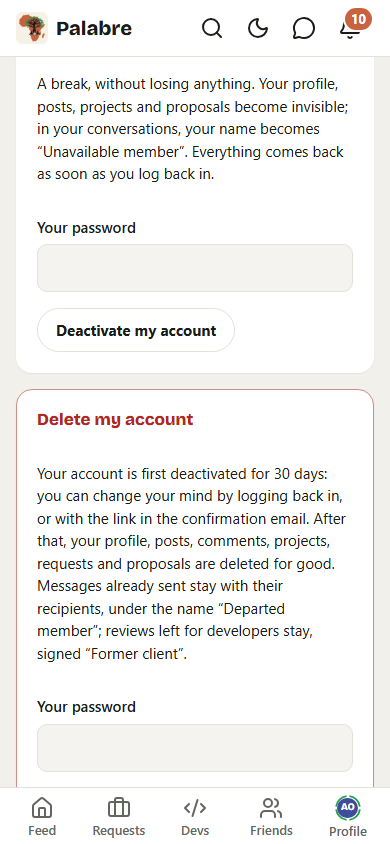 Palabre
10
A break, without losing anything. Your profile,
posts, projects and proposals become invisible;
in your conversations, your name becomes
“Unavailable member”. Everything comes back
as soon as you log back in.
Your password
Deactivate my account
Delete my account
Your account is first deactivated for 30 days:
you can change your mind by logging back in,
or with the link in the confirmation email. After
that, your profile, posts, comments, projects,
requests and proposals are deleted for good.
Messages already sent stay with their
recipients, under the name “Departed
member”; reviews left for developers stay,
signed “Former client”.
Your password
Feed
Requests
Devs
Friends
AO
Profile